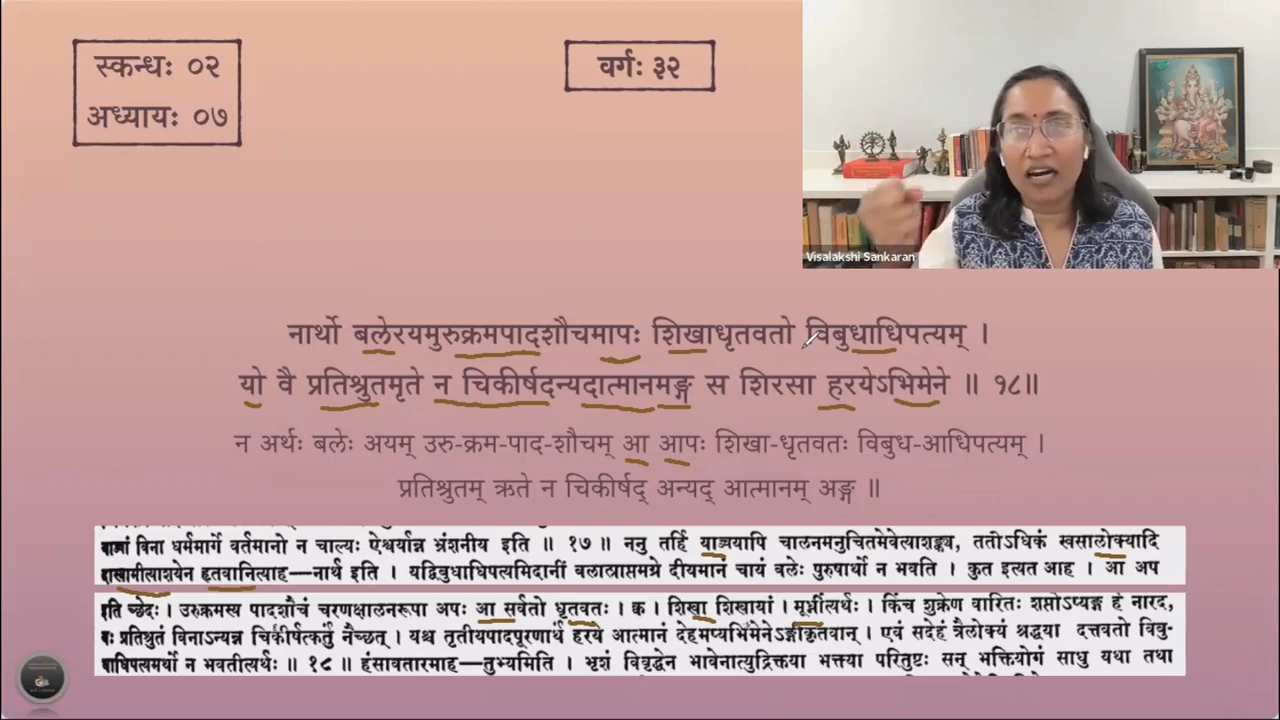 स्कन्धः ०२
अध्यायः ०७
वर्गः ३२
Visalakshi Sankaran
नार्थो बलेरयमुरुक्रमपादशौचमापः शिखाधृतवतो विबुधाधिपत्यम् ।
यो वै प्रतिश्रुतमृते न चिकीर्षदन्यदात्मानमङ्ग स शिरसा हरयेऽभिमेने ॥ १८॥
न अर्थः बलेः अयम् उरु-क्रम-पाद-शौचम् आ आपः शिखा-धृतवतः विबुध-आधिपत्यम् ।
प्रतिश्रुतम् ऋते न चिकीर्षद् अन्यद् आत्मानम् अङ्ग ॥
विना धर्ममार्गे वर्तमानो न चाल्यः ऐश्वर्यान्न भ्रंशनीय इति ॥ १७ ॥ ननु तर्हि याञ्चयापि चालनमनुचितमेवेत्याशङ्क्य, ततोऽधिकं स्वसालोक्यादि
दास्यामीत्याशयेन हृतवानित्याह—नार्थ इति । यद्विबुधाधिपत्यमिदानीं बलात्प्राप्तमग्रे दीयमानं चायं बलेः पुरुषार्थो न भवति । कुत इत्यत आह । आ अप
इति च्छेदः । उरुक्रमस्य पादशौचं चरणक्षालनरूपा अपः आ सर्वतो धृतवतः । क्व । शिखा शिखायां । मूर्ध्नीत्यर्थः । किंच शुक्रेण वारितः शप्तोऽप्यङ्ग हे नारद,
यः प्रतिश्रुतं विनाऽन्यन्न चिकीर्षत्कर्तुं नैच्छत् । यश्च तृतीयपादपूरणार्थं हरये आत्मानं देहमप्यभिमेनेऽङ्गीकृतवान् । एवं सदेहं त्रैलोक्यं श्रद्धया दत्तवतो विबु-
धाधिपत्यमर्थो न भवतीत्यर्थः ॥ १८ ॥ हंसावतारमाह—तुभ्यमिति । भृशं विवृद्धेन भावेनात्युद्रिक्तया भक्त्या परितुष्टः सन् भक्तियोगं साधु यथा तथा